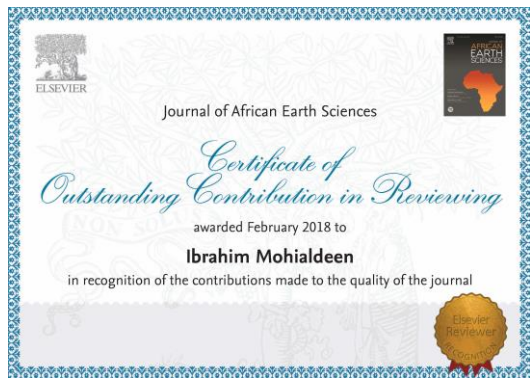 ELSEVIER
AFRICAN
EARTH
SCIENCES
Journal of African Earth Sciences
Certificate of
Outstanding Contribution in Reviewing
awarded February 2018 to
Ibrahim Mohialdeen
in recognition of the contributions made to the quality of the journal
Elsevier
Reviewer
RECOGNITION